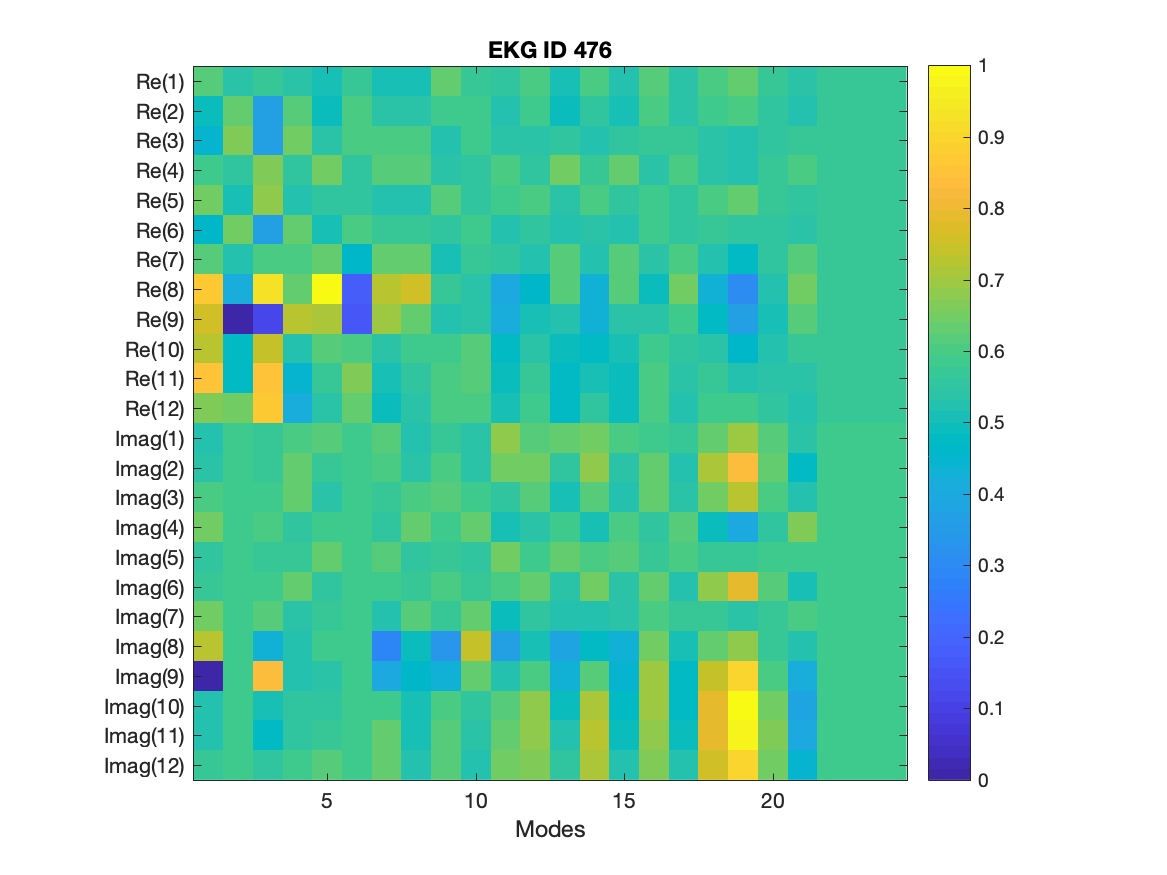 EKG ID 476
Re(1)
Re(2)
Re(3)
Re(4)
Re(5)
Re(6)
Re(7)
Re(8)
Re(9)
Re(10)
Re(11)
Re(12)
Imag(1)
Imag(2)
Imag(3)
Imag(4)
Imag(5)
Imag(6)
Imag(7)
Imag(8)
Imag(9)
Imag(10)
Imag(11)
Imag(12)
5 10 15 20
Modes
1
0.9
0.8
0.7
0.6
0.5
0.4
0.3
0.2
0.1
0